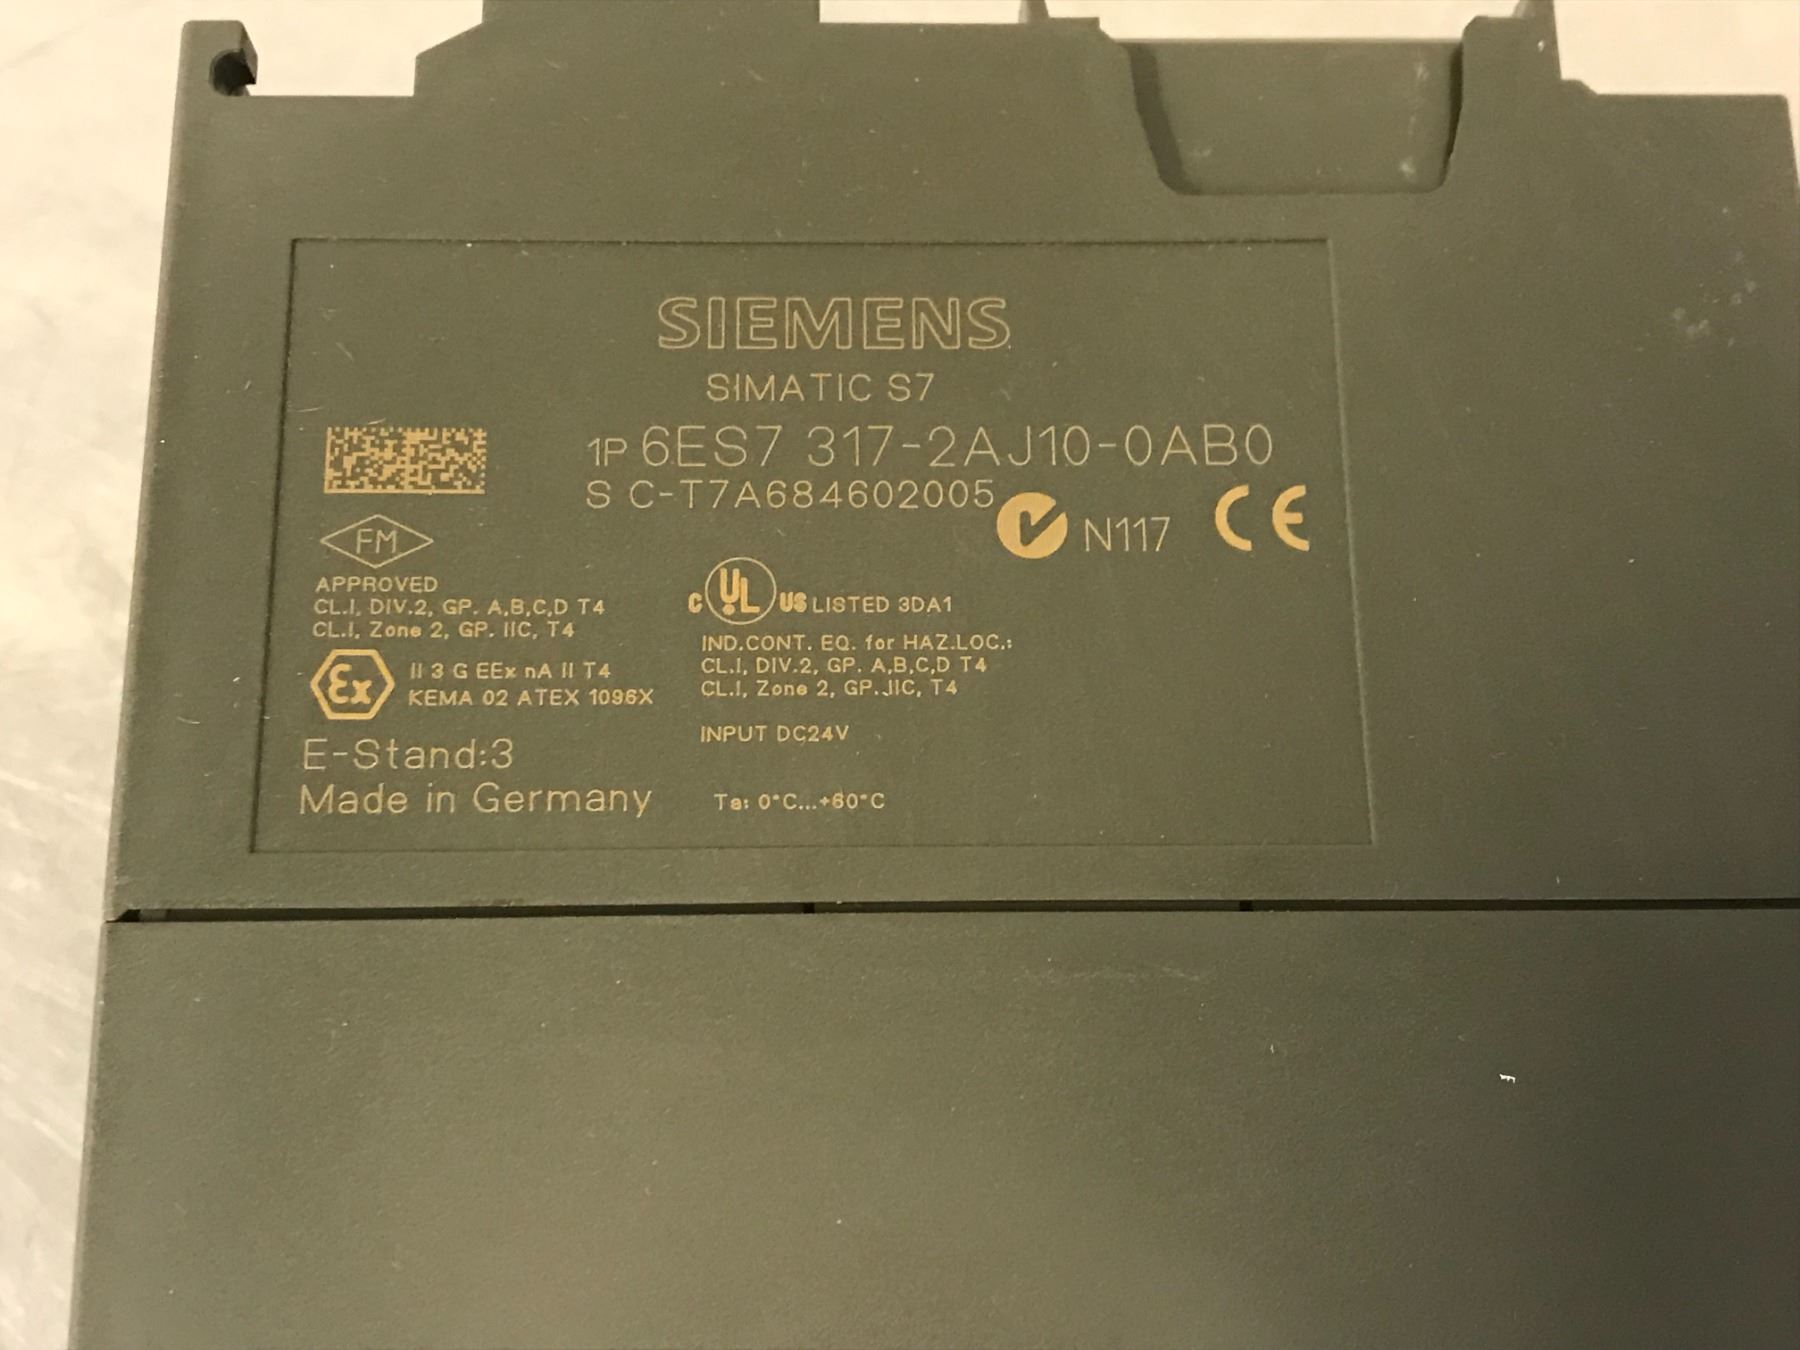 SIEMENS
SIMATIC S7
1P 6ES7 317-2AJ10-0AB0
S C-T7A684602005
N117 CE
FM
APPROVED
CL.I, DIV.2, GP. A,B,C,D T4
CL.I, Zone 2, GP. IIC, T4
Ex II 3 G EEx nA II T4
KEMA 02 ATEX 1096X
E-Stand:3
Made in Germany
C UL US LISTED 3DA1
IND.CONT. EQ. for HAZ.LOC.:
CL.I, DIV.2, GP. A,B,C,D T4
CL.I, Zone 2, GP. IIC, T4
INPUT DC24V
Ta: 0°C...+60°C